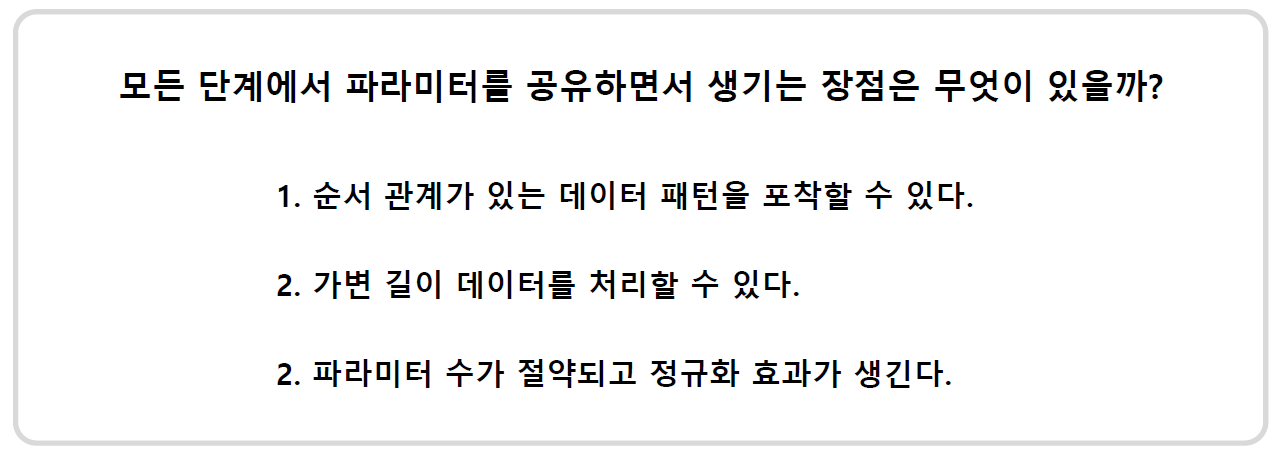 모든 단계에서 파라미터를 공유하면서 생기는 장점은 무엇이 있을까?
1. 순서 관계가 있는 데이터 패턴을 포착할 수 있다.
2. 가변 길이 데이터를 처리할 수 있다.
2. 파라미터 수가 절약되고 정규화 효과가 생긴다.